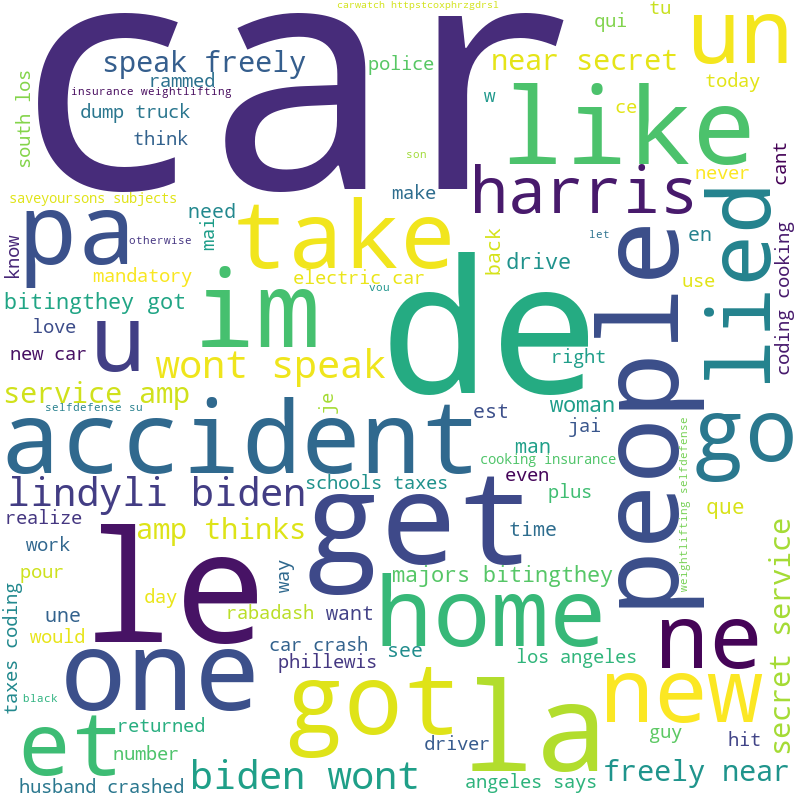 carwatch httpstcoxphrzgdrsl
tu
qui
car
un
speak freely
police
near secret
rammed
today
insurance weightlifting
south los
w
like
ce
dump truck
think
son
harris
never
cant
make
saveyoursons subjects
pa
need
take
mai
people
lied
en
know
otherwise
back
let
drive
mandatory
im
electric car
de
use
coding cooking
vou
bitingthey got
u
love
new car
wont speak
right
service amp
je
woman
go
selfdefense su
accident
est
jai
man
cooking insurance
weightlifting selfdefense
even
lindyli biden
schools taxes
get
plus
que
realize
amp thinks
time
le
work
way
majors bitingthey
secret service
pour
day
home
une
rabadash
want
taxes coding
would
car crash
see
ne
one
phillewis
los angeles
got
la
new
black
et
returned
driver
guy
hit
number
husband crashed
biden wont
angeles says
freely near